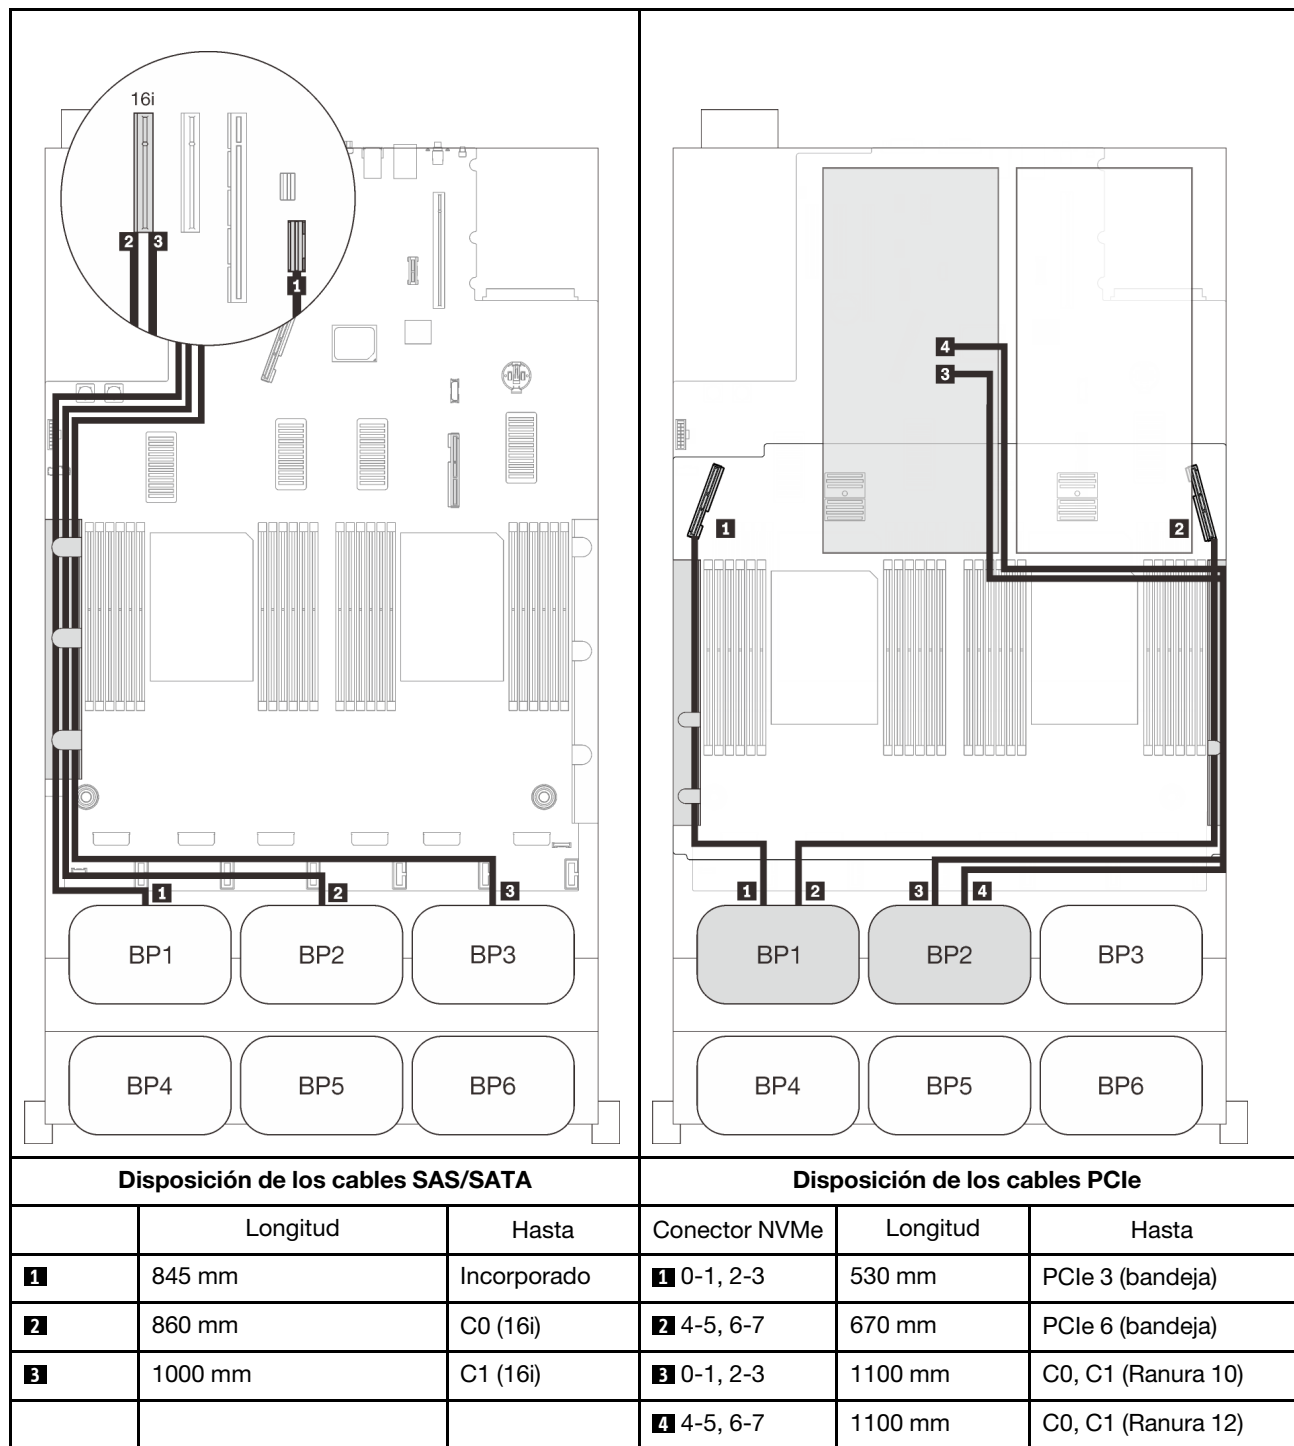 16i
2 3
1
1
2
3
BP1 BP2 BP3
BP4 BP5 BP6
4
3
1
2
1 2 3 4
BP1 BP2 BP3
BP4 BP5 BP6
Disposición de los cables SAS/SATA
Disposición de los cables PCIe
Longitud Hasta Conector NVMe Longitud Hasta
1 845 mm Incorporado 1 0-1, 2-3 530 mm PCIe 3 (bandeja)
2 860 mm C0 (16i) 2 4-5, 6-7 670 mm PCIe 6 (bandeja)
3 1000 mm C1 (16i) 3 0-1, 2-3 1100 mm C0, C1 (Ranura 10)
4 4-5, 6-7 1100 mm C0, C1 (Ranura 12)